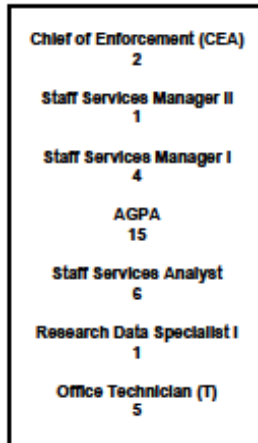 Chief of Enforcement (CEA)
2
Staff Services Manager II
1
Staff Services Manager I
4
AGPA
15
Staff Services Analyst
6
Research Data Specialist I
1
Office Technician (T)
5